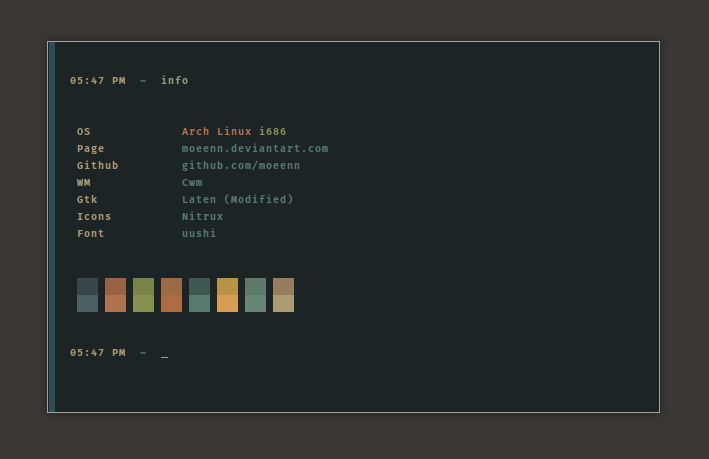 05:47 PM ~ info
OS Arch Linux i686
Page moeenn.deviantart.com
Github github.com/moeenn
WM Cwm
Gtk Laten (Modified)
Icons Nitrux
Font uushi
05:47 PM ~ _